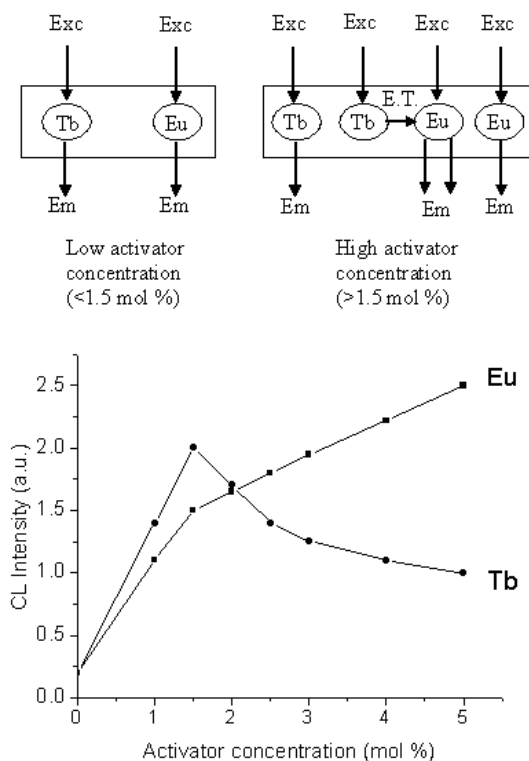 Exc Exc
Tb Eu
Em Em
Low activator
concentration
(<1.5 mol %)
Exc Exc Exc Exc
E.T.
Tb Tb Eu Eu
Em Em Em
High activator
concentration
(>1.5 mol %)
CL Intensity (a.u.)
2.5
2.0
1.5
1.0
0.5
0.0
Eu
Tb
0 1 2 3 4 5
Activator concentration (mol %)